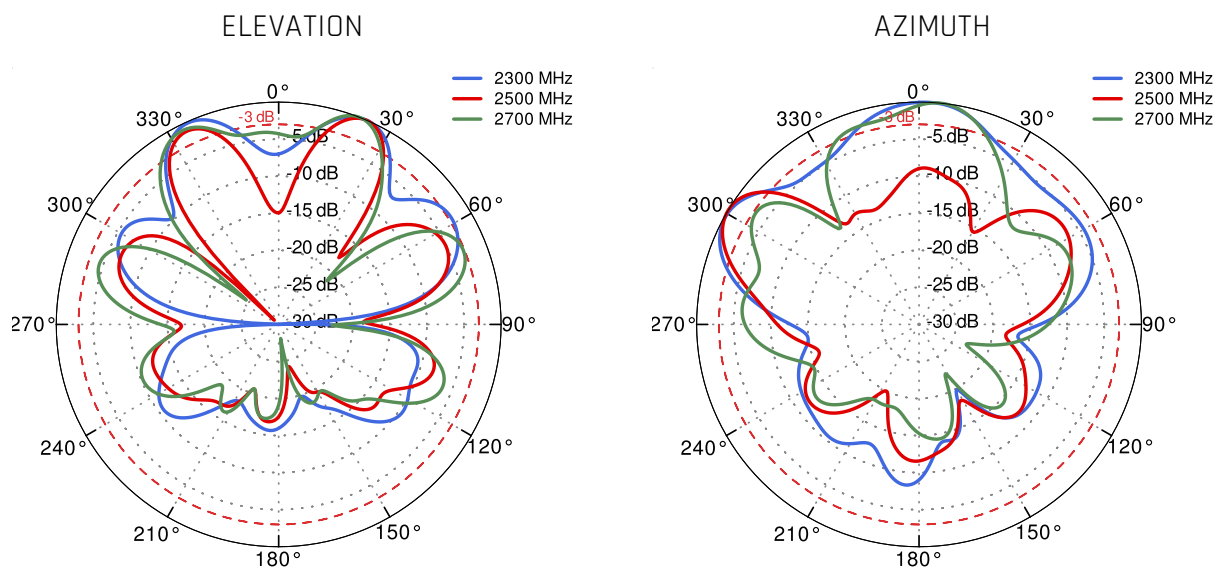 ELEVATION
2300 MHz
2500 MHz
2700 MHz
0°
30°
60°
90°
120°
150°
180°
210°
240°
270°
300°
330°
-3 dB
-5 dB
-10 dB
-15 dB
-20 dB
-25 dB
-30 dB
AZIMUTH
2300 MHz
2500 MHz
2700 MHz
0°
30°
60°
90°
120°
150°
180°
210°
240°
270°
300°
330°
-3 dB
-5 dB
-10 dB
-15 dB
-20 dB
-25 dB
-30 dB